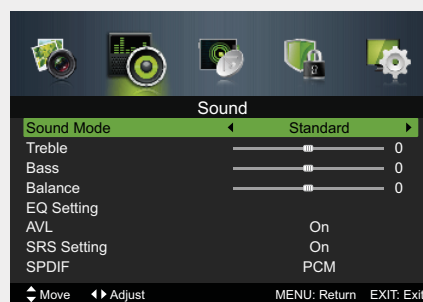 Sound
Sound Mode Standard
Treble 0
Bass 0
Balance 0
EQ Setting
AVL On
SRS Setting On
SPDIF PCM
Move Adjust MENU: Return EXIT: Exit